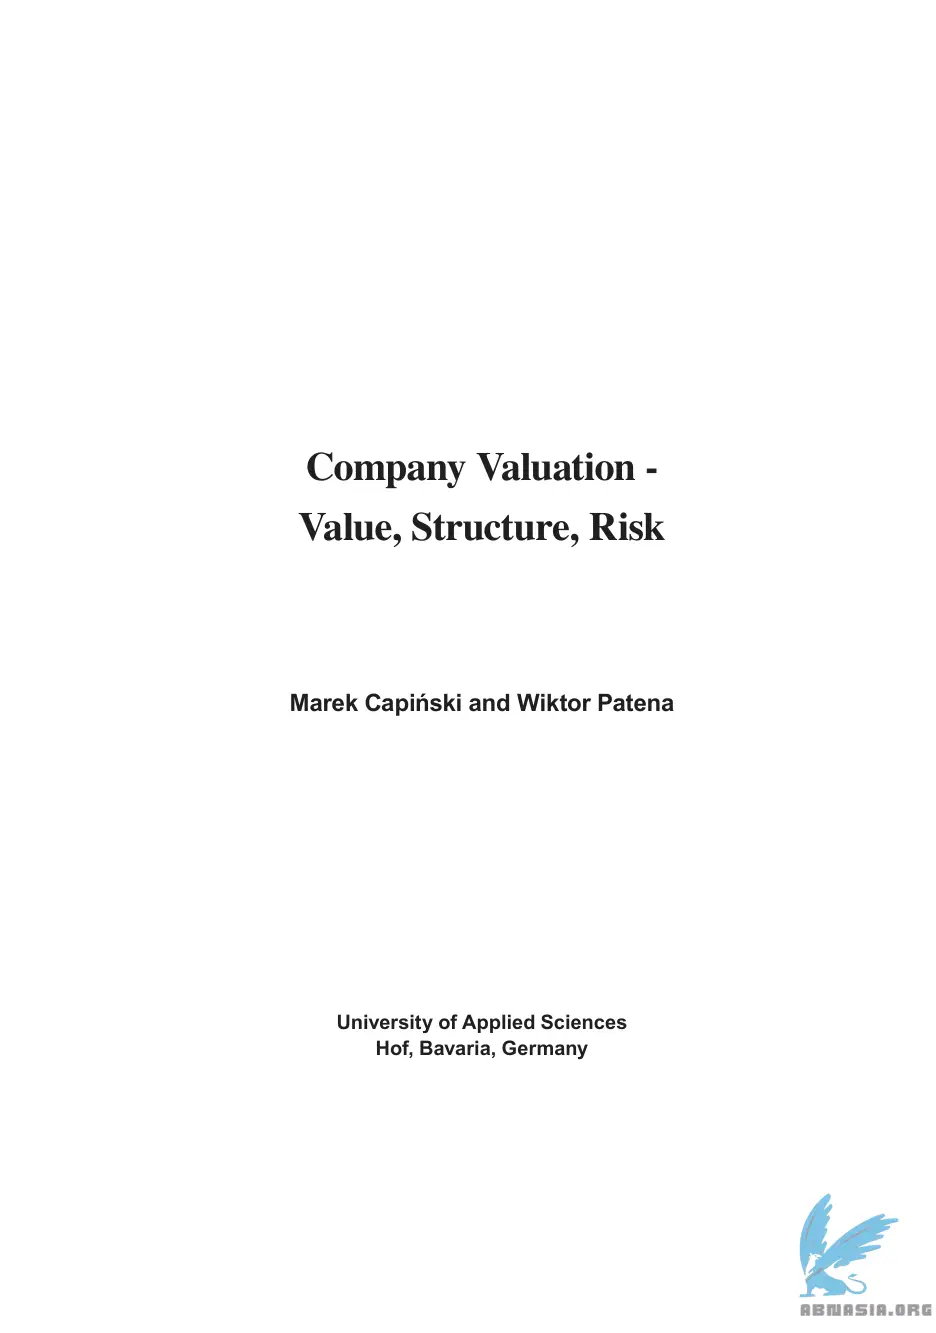 Company Valuation -
Value, Structure, Risk
Marek Capiński and Wiktor Patena
University of Applied Sciences
Hof, Bavaria, Germany
ABMASIA.ORG